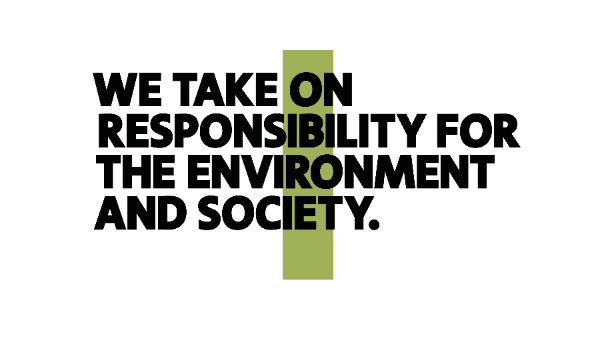 WE TAKE ON
RESPONSIBILITY FOR
THE ENVIRONMENT
AND SOCIETY.